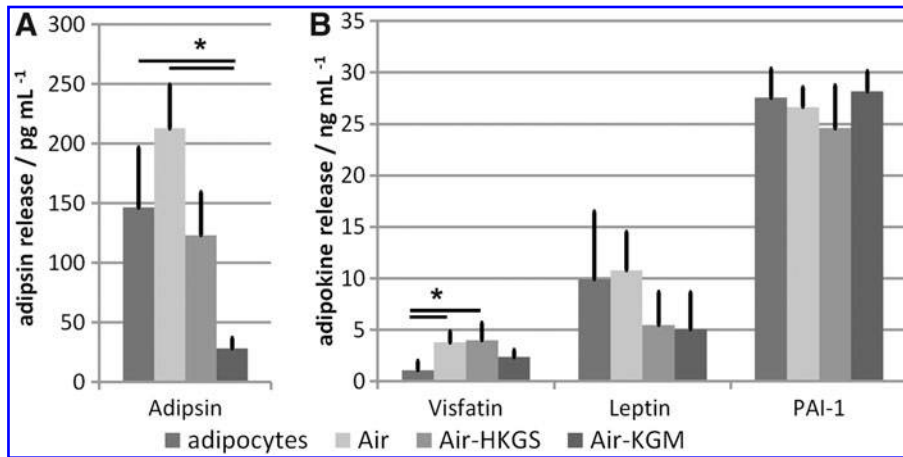 A
B
adipsin release / pg mL⁻¹
300
250
200
150
100
50
0
*
Adipsin
adipokine release / ng mL⁻¹
35
30
25
20
15
10
5
0
*
Visfatin
Leptin
PAI-1
adipocytes
Air
Air-HKGS
Air-KGM